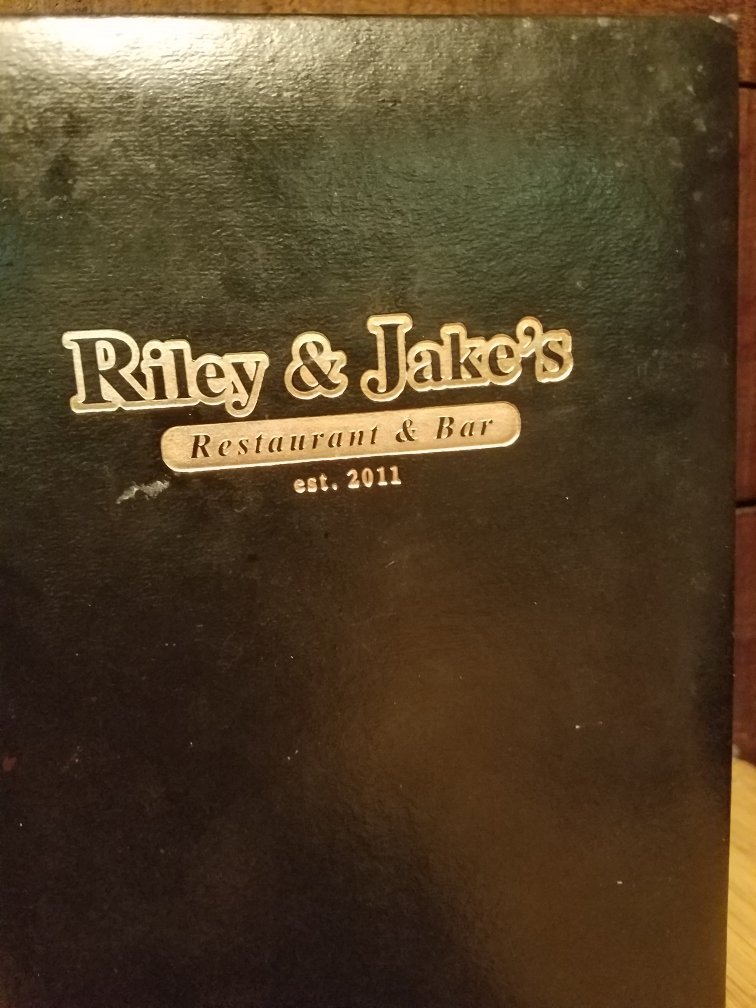 Riley & Jake's
Restaurant & Bar
est. 2011